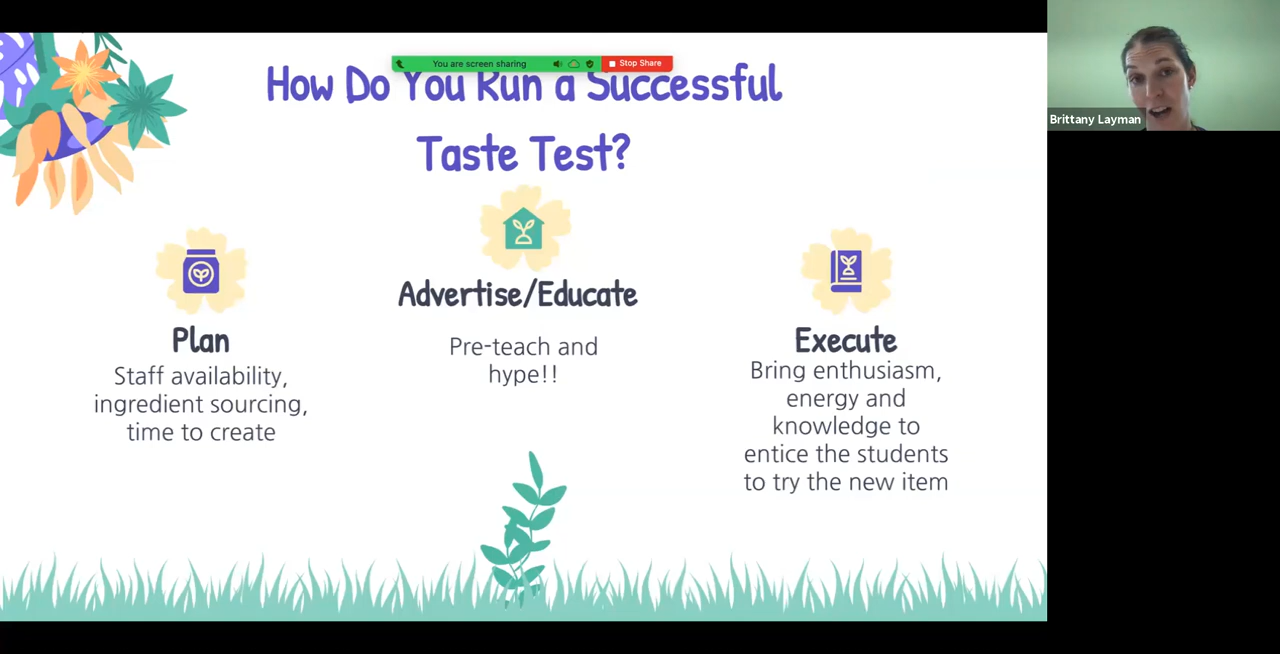 You are screen sharing
Stop Share
How Do You Run a Successful
Taste Test?
Brittany Layman
Plan
Staff availability,
ingredient sourcing,
time to create
Advertise/Educate
Pre-teach and
hype!!
Execute
Bring enthusiasm,
energy and
knowledge to
entice the students
to try the new item